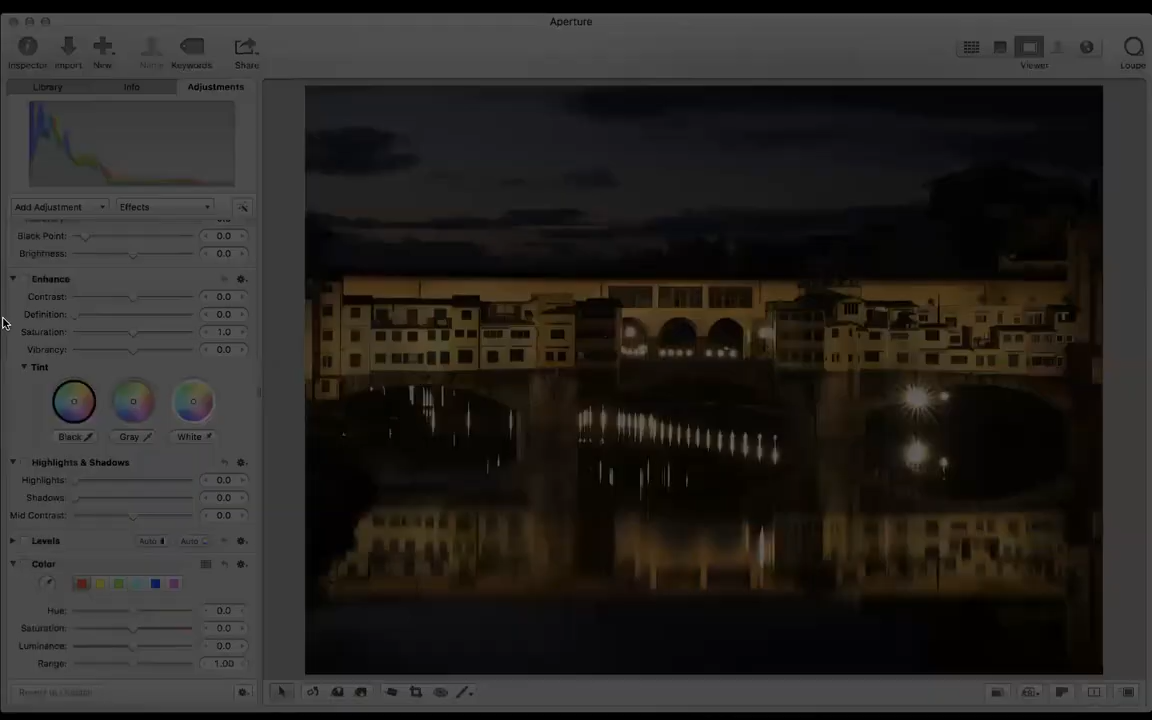 Aperture
Inspector Import New Name Keywords Share Viewer Loupe
Library Info Adjustments
Add Adjustment Effects
Black Point: 0.0
Brightness: 0.0
Enhance
Contrast: 0.0
Definition: 0.0
Saturation: 1.0
Vibrancy: 0.0
Tint
Black Gray White
Highlights & Shadows
Highlights: 0.0
Shadows: 0.0
Mid Contrast: 0.0
Levels Auto Auto
Color
Hue: 0.0
Saturation: 0.0
Luminance: 0.0
Range: 1.00